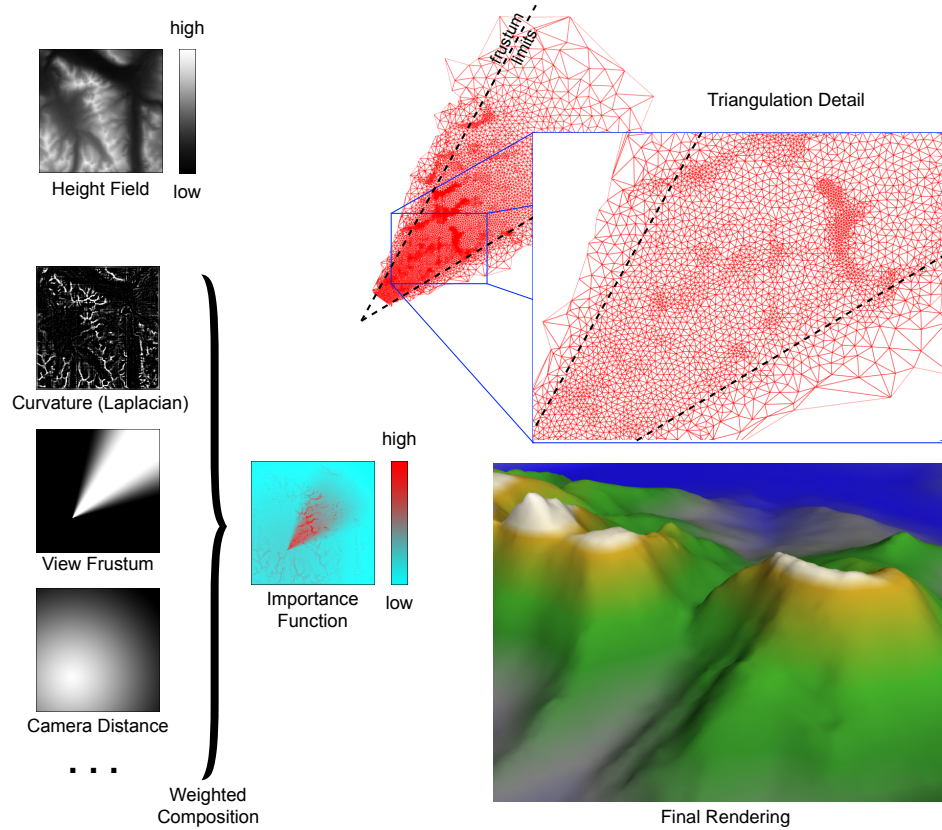 high
Height Field
low
frustum
limits
Triangulation Detail
Curvature (Laplacian)
View Frustum
high
Importance
Function
low
Camera Distance
. . .
Weighted
Composition
Final Rendering